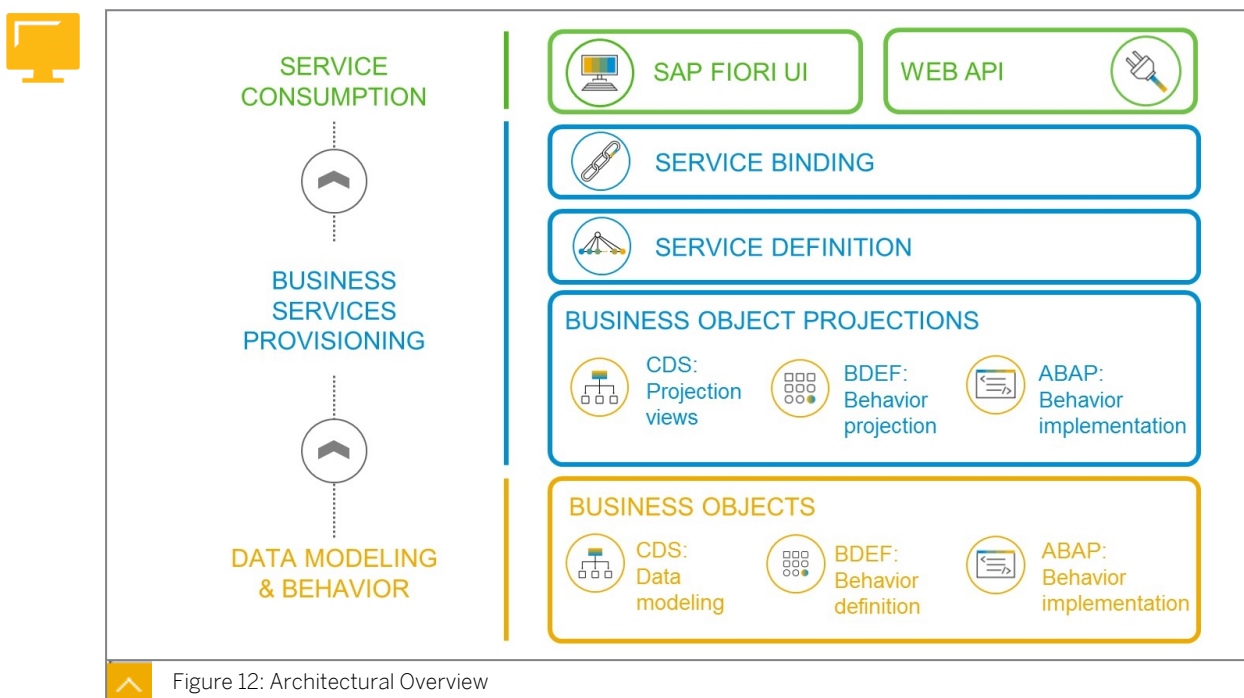 SERVICE
CONSUMPTION
SAP FIORI UI
WEB API
SERVICE BINDING
SERVICE DEFINITION
BUSINESS
SERVICES
PROVISIONING
BUSINESS OBJECT PROJECTIONS
CDS:
Projection
views
BDEF:
Behavior
projection
ABAP:
Behavior
implementation
DATA MODELING
& BEHAVIOR
BUSINESS OBJECTS
CDS:
Data
modeling
BDEF:
Behavior
definition
ABAP:
Behavior
implementation
Figure 12: Architectural Overview